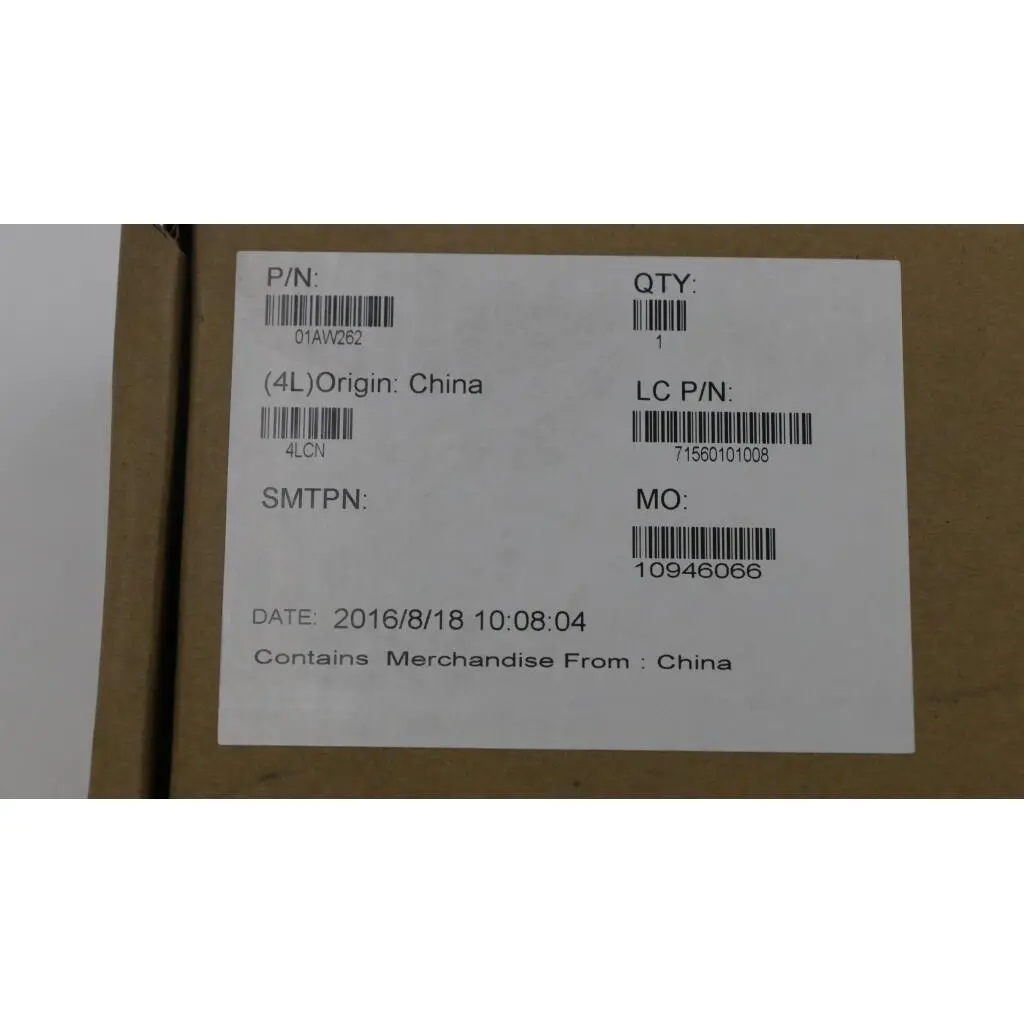 P/N:
01AW262
QTY:
1
(4L)Origin: China
4LCN
LC P/N:
71560101008
SMTPN:
MO:
10946066
DATE: 2016/8/18 10:08:04
Contains Merchandise From : China